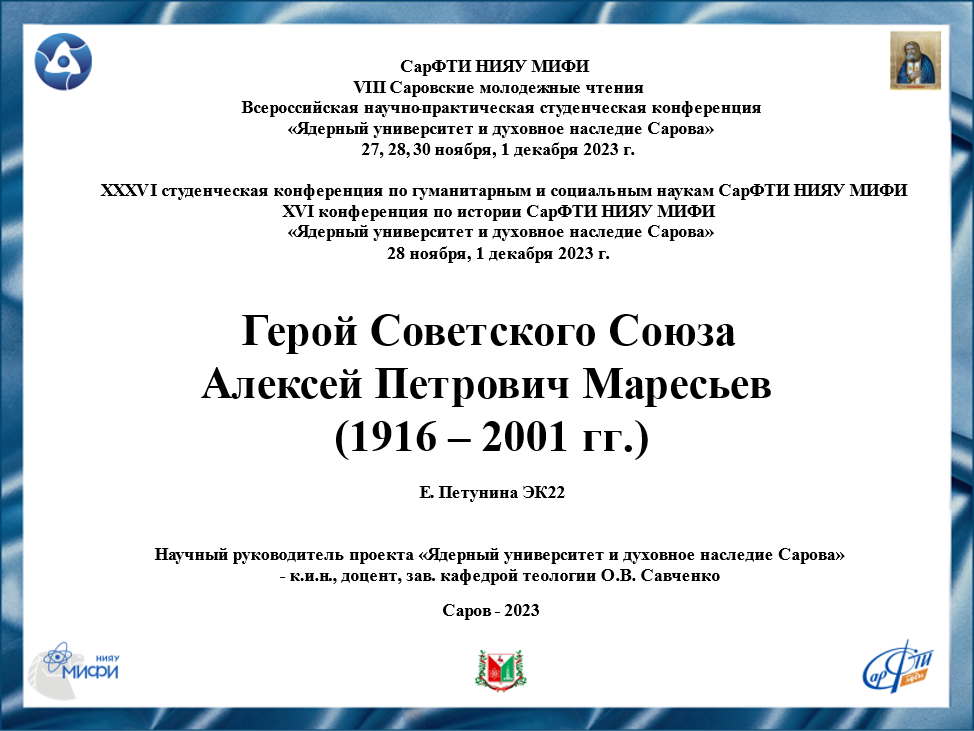 СарФТИ НИЯУ МИФИ
VIII Саровские молодежные чтения
Всероссийская научно-практическая студенческая конференция
«Ядерный университет и духовное наследие Сарова»
27, 28, 30 ноября, 1 декабря 2023 г.
XXXVI студенческая конференция по гуманитарным и социальным наукам СарФТИ НИЯУ МИФИ
XVI конференция по истории СарФТИ НИЯУ МИФИ
«Ядерный университет и духовное наследие Сарова»
28 ноября, 1 декабря 2023 г.
Герой Советского Союза
Алексей Петрович Маресьев
(1916 – 2001 гг.)
Е. Петунина ЭК22
Научный руководитель проекта «Ядерный университет и духовное наследие Сарова»
- к.и.н., доцент, зав. кафедрой теологии О.В. Савченко
Саров - 2023
НИЯУ
МИФИ
СарФТИ